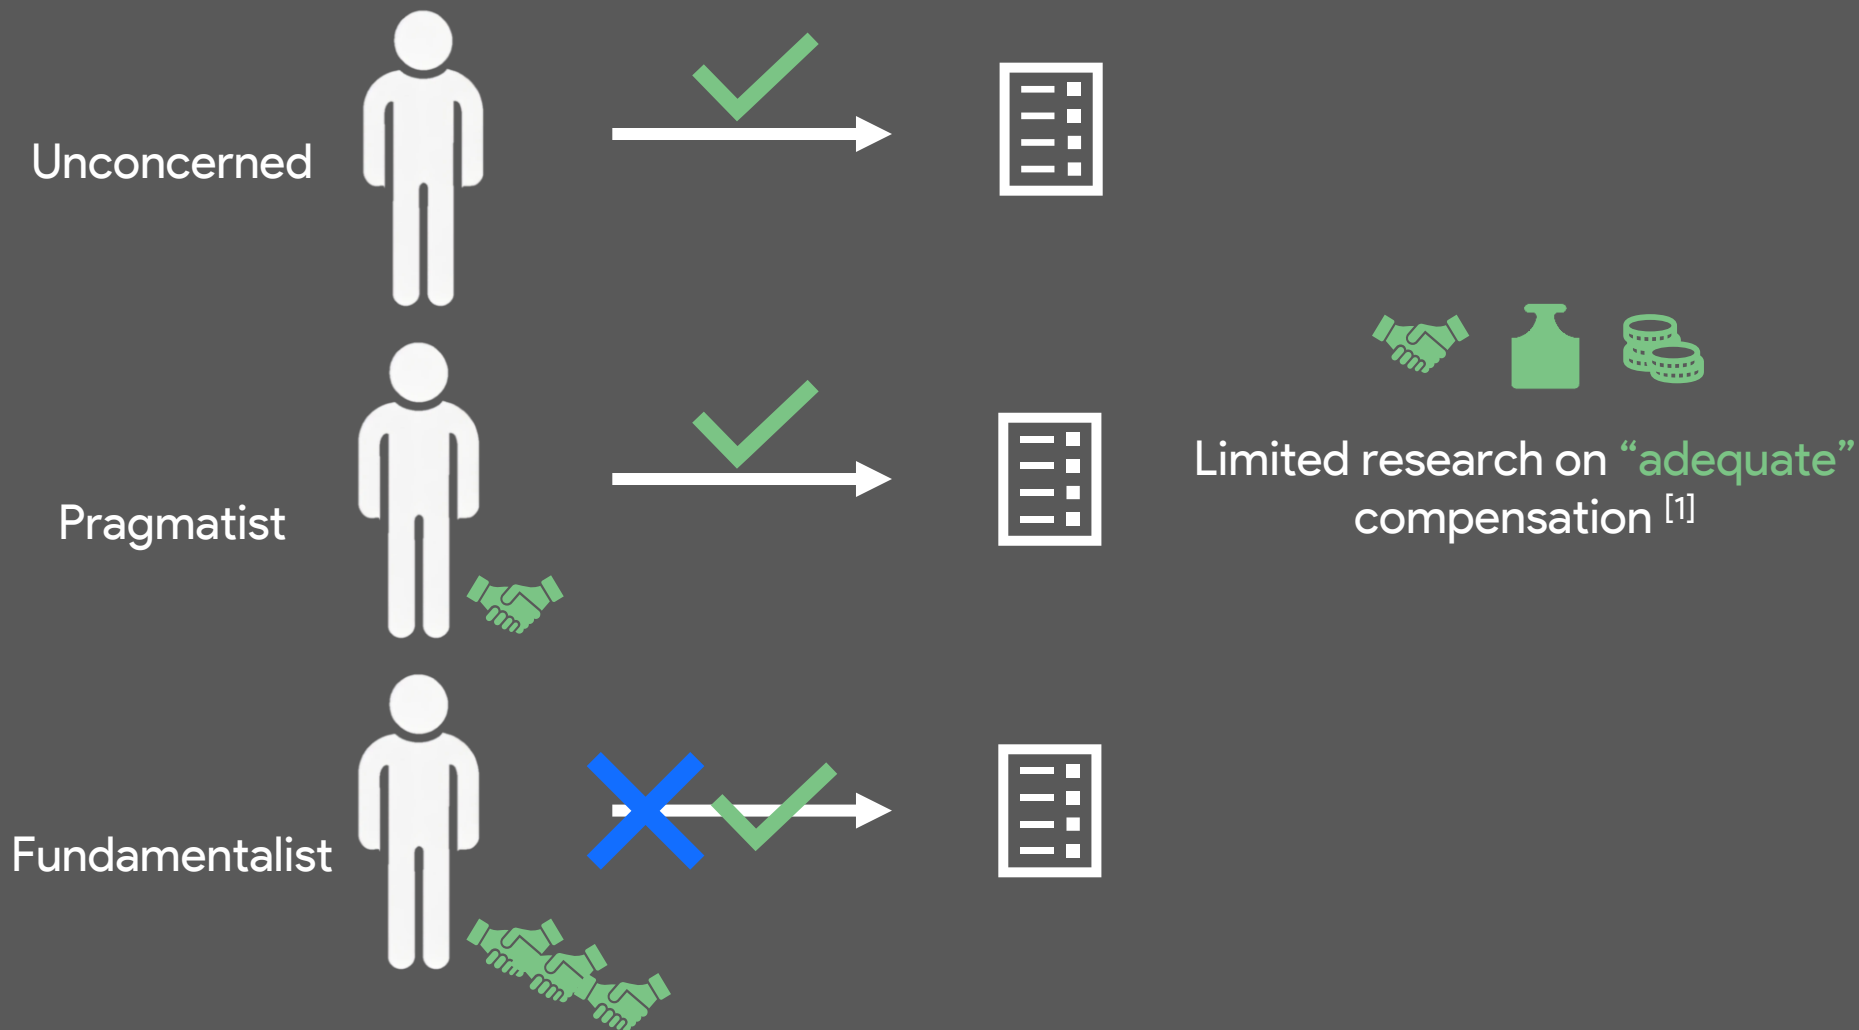 Unconcerned
Pragmatist
Fundamentalist
Limited research on “adequate”
compensation [1]